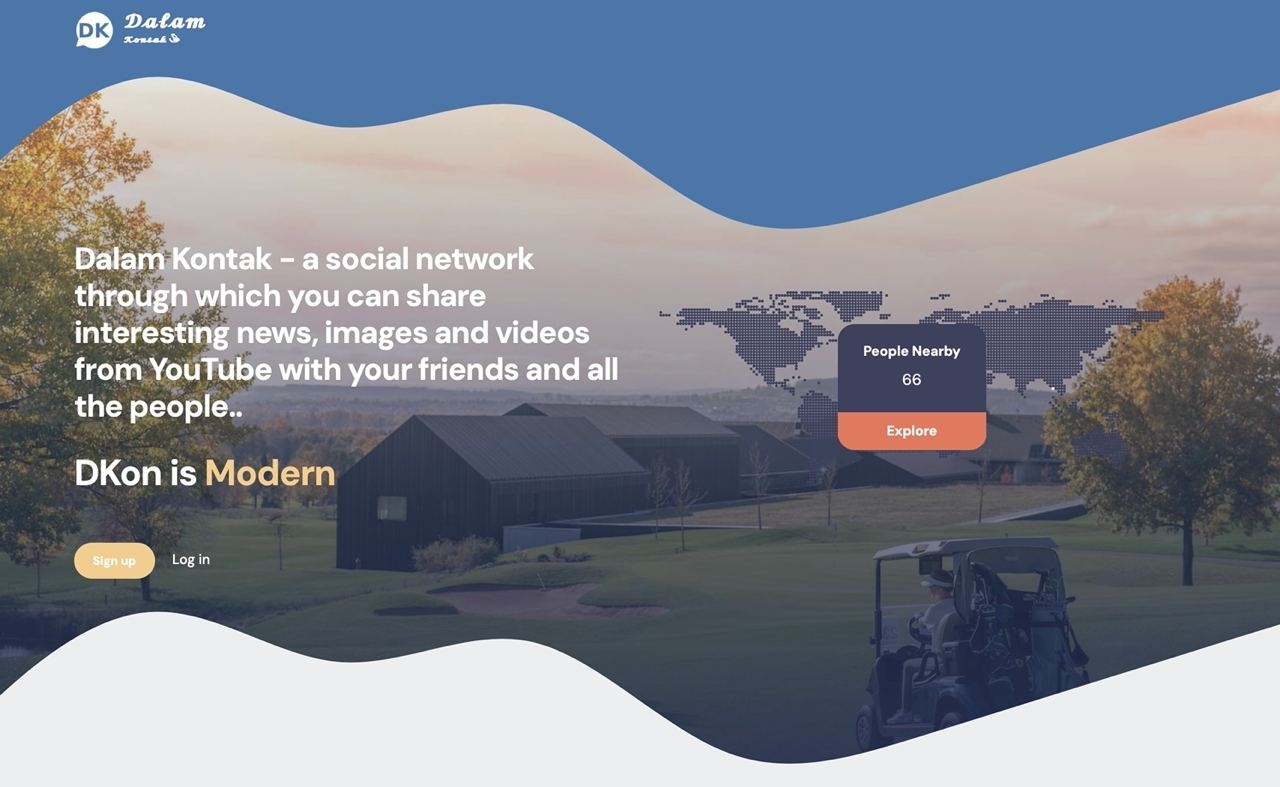 DK
Dalam
Kontak
Dalam Kontak – a social network
through which you can share
interesting news, images and videos
from YouTube with your friends and all
the people..
DKon is Modern
Sign up
Log in
People Nearby
66
Explore